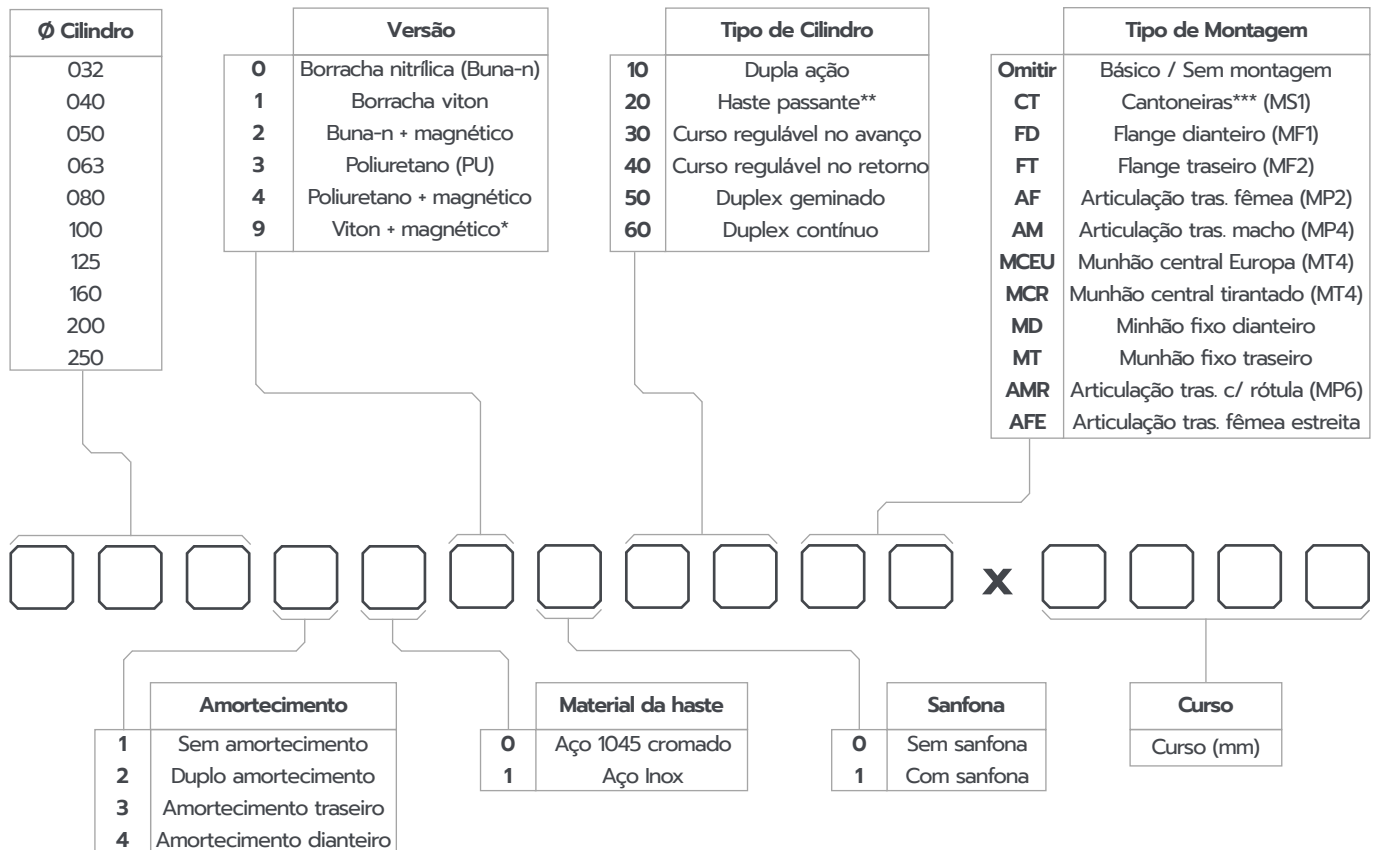 Ø Cilindro
032
040
050
063
080
100
125
160
200
250
Versão
0 Borracha nitrílica (Buna-n)
1 Borracha viton
2 Buna-n + magnético
3 Poliuretano (PU)
4 Poliuretano + magnético
9 Viton + magnético*
Tipo de Cilindro
10 Dupla ação
20 Haste passante**
30 Curso regulável no avanço
40 Curso regulável no retorno
50 Duplex geminado
60 Duplex contínuo
Tipo de Montagem
Omitir Básico / Sem montagem
CT Cantoneiras*** (MS1)
FD Flange dianteiro (MF1)
FT Flange traseiro (MF2)
AF Articulação tras. fêmea (MP2)
AM Articulação tras. macho (MP4)
MCEU Munhão central Europa (MT4)
MCR Munhão central tirantado (MT4)
MD Minhão fixo dianteiro
MT Munhão fixo traseiro
AMR Articulação tras. c/ rótula (MP6)
AFE Articulação tras. fêmea estreita
x
Amortecimento
1 Sem amortecimento
2 Duplo amortecimento
3 Amortecimento traseiro
4 Amortecimento dianteiro
Material da haste
0 Aço 1045 cromado
1 Aço Inox
Sanfona
0 Sem sanfona
1 Com sanfona
Curso
Curso (mm)